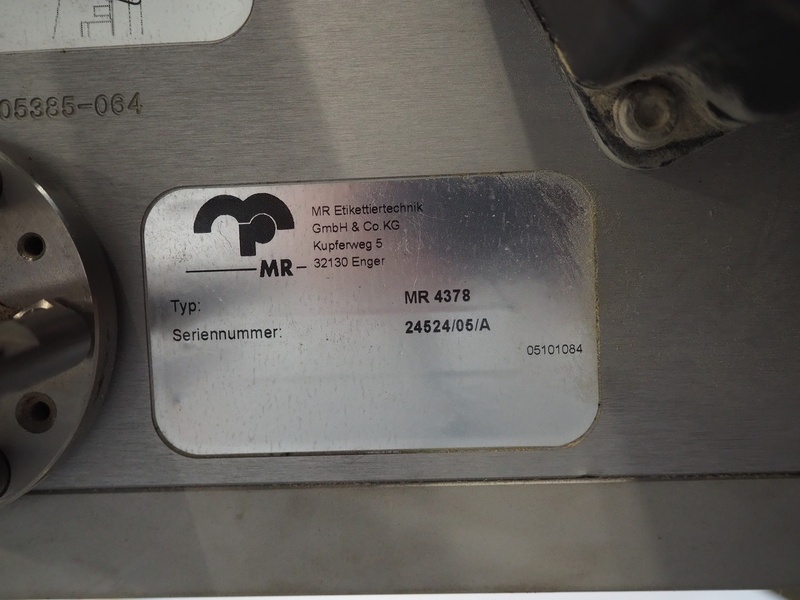 05385-064
MR Etikettiertechnik
GmbH & Co.KG
Kupferweg 5
32130 Enger
MR
Typ: MR 4378
Seriennummer: 24524/05/A
05101084